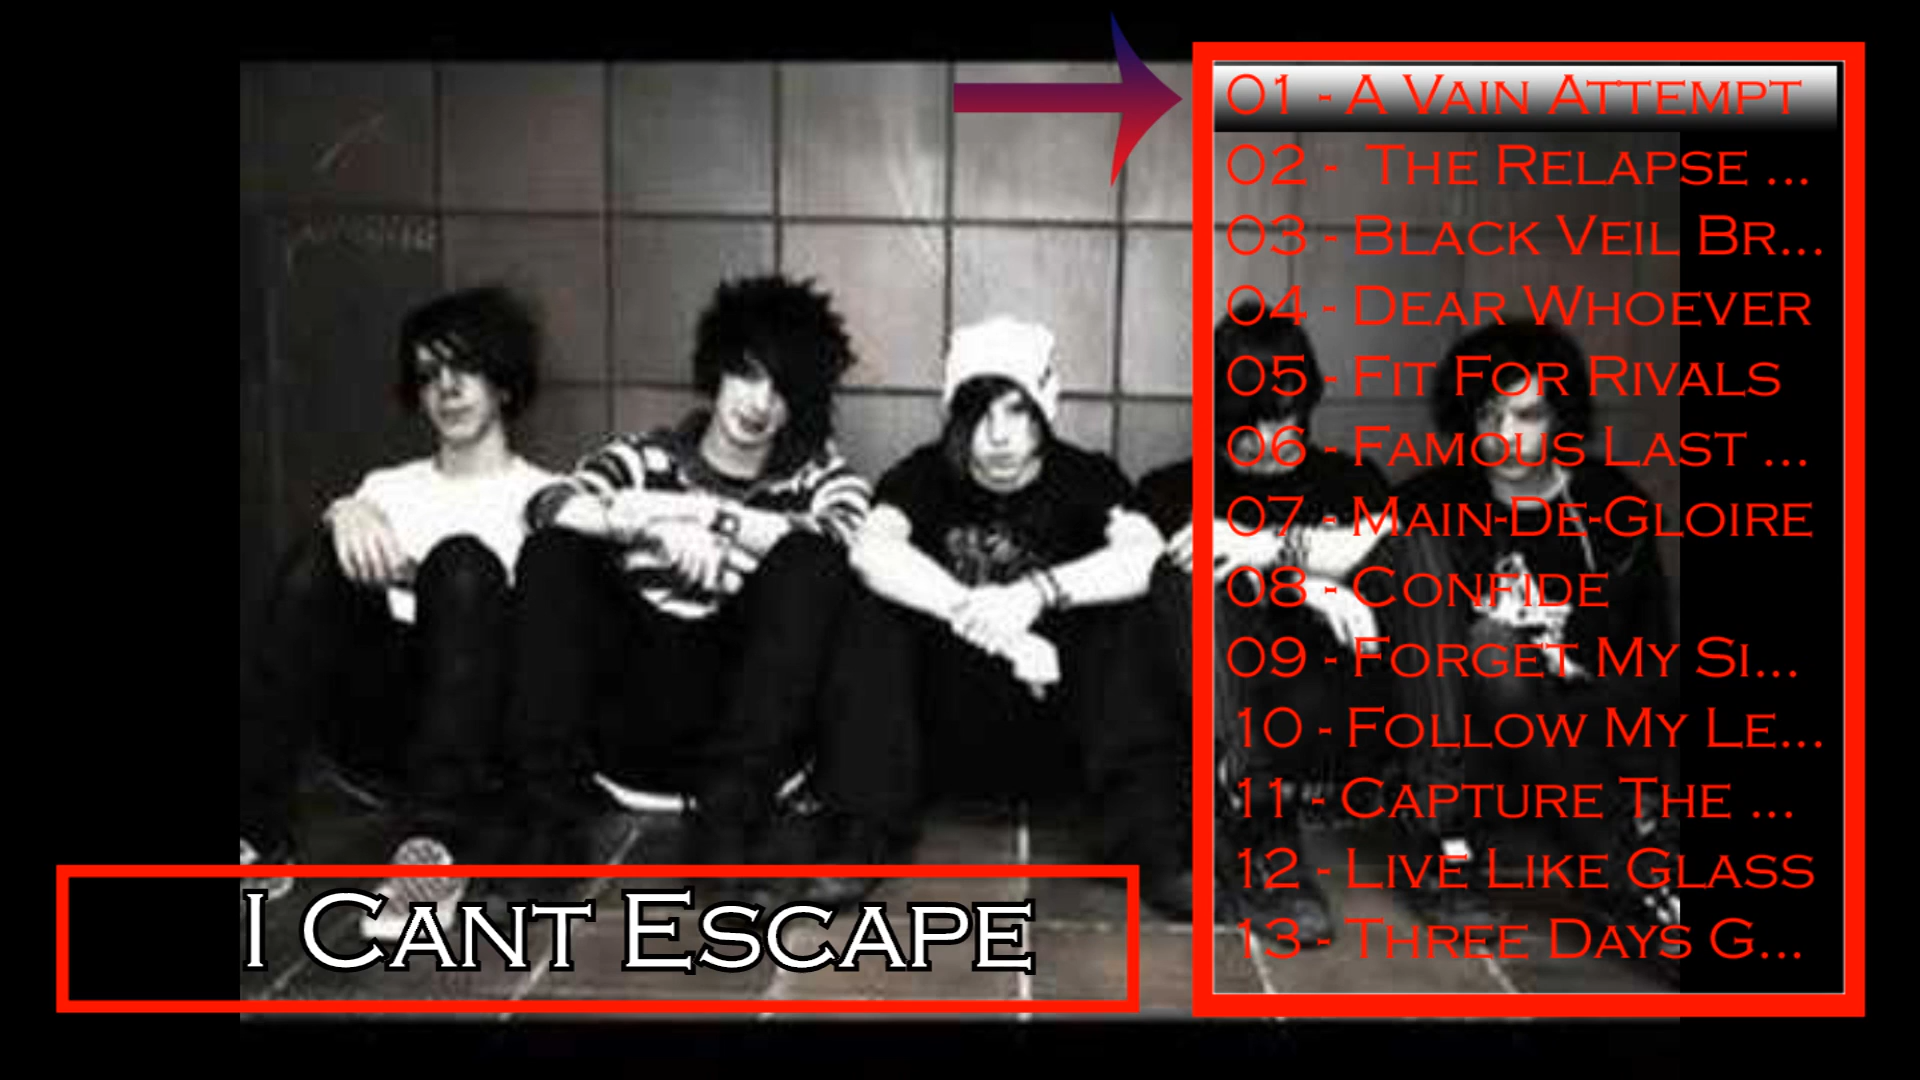 01 - A Vain Attempt
02 - The Relapse ...
03 - Black Veil Br...
04 - Dear Whoever
05 - Fit For Rivals
06 - Famous Last ...
07 - Main-De-Gloire
08 - Confide
09 - Forget My Si...
10 - Follow My Le...
11 - Capture The ...
12 - Live Like Glass
13 - Three Days G...
I Cant Escape